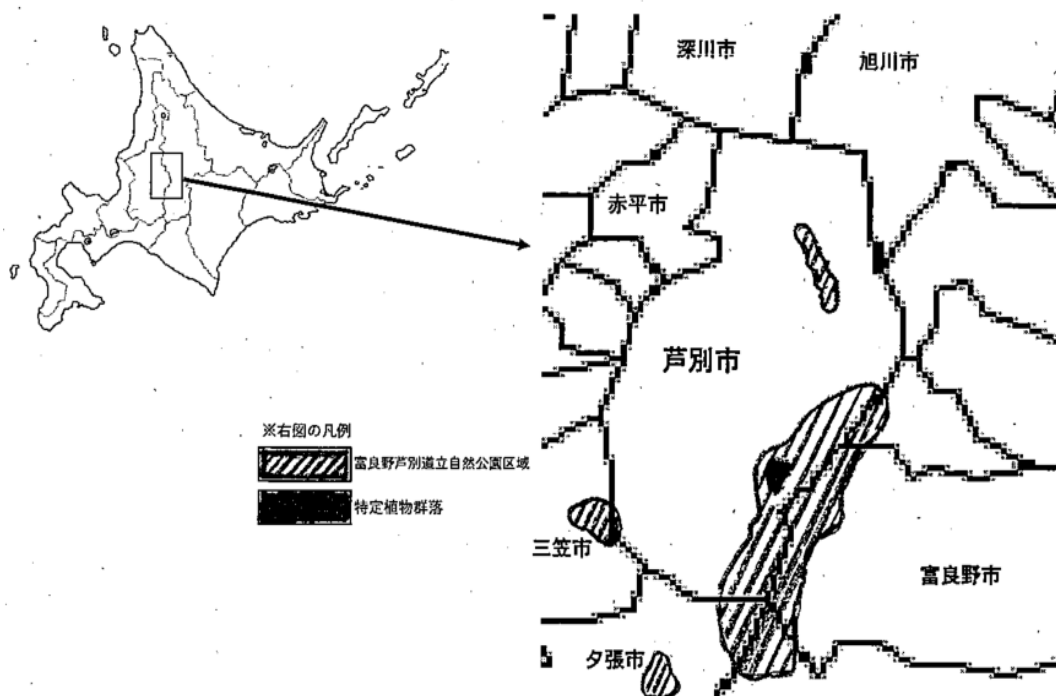 深川市
旭川市
赤平市
芦別市
※右図の凡例
富良野芦別道立自然公園区域
特定植物群落
三笠市
富良野市
夕張市